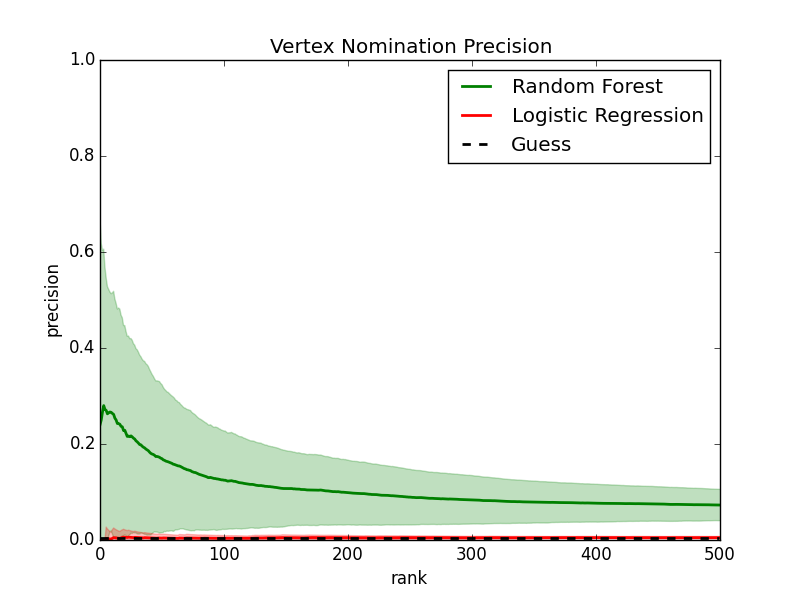 Vertex Nomination Precision
1.0
0.8
0.6
0.4
0.2
0.0
precision
Random Forest
Logistic Regression
Guess
0 100 200 300 400 500
rank